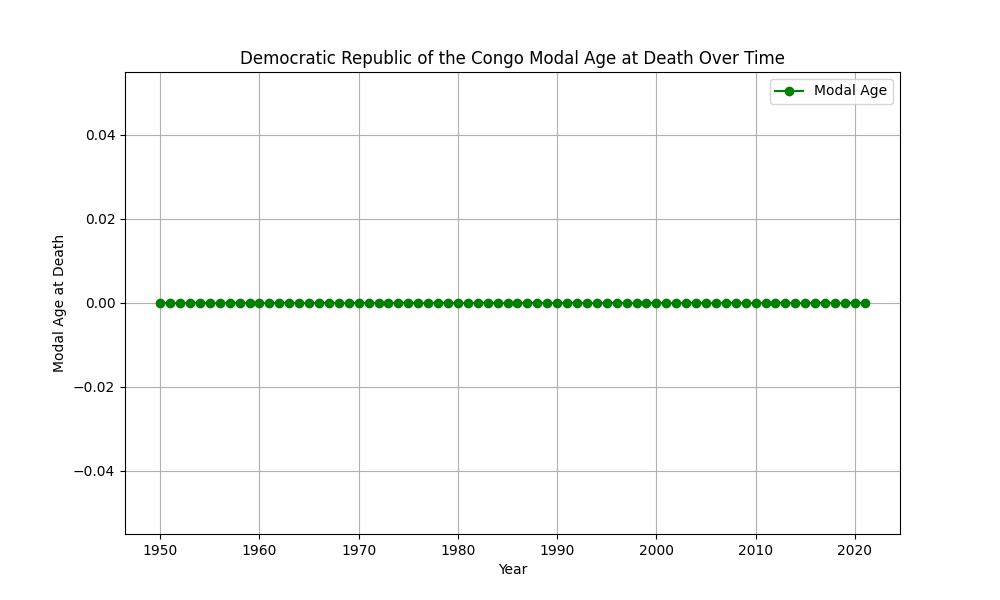 Democratic Republic of the Congo Modal Age at Death Over Time
Modal Age
0.04
0.02
0.00
−0.02
−0.04
Modal Age at Death
1950 1960 1970 1980 1990 2000 2010 2020
Year